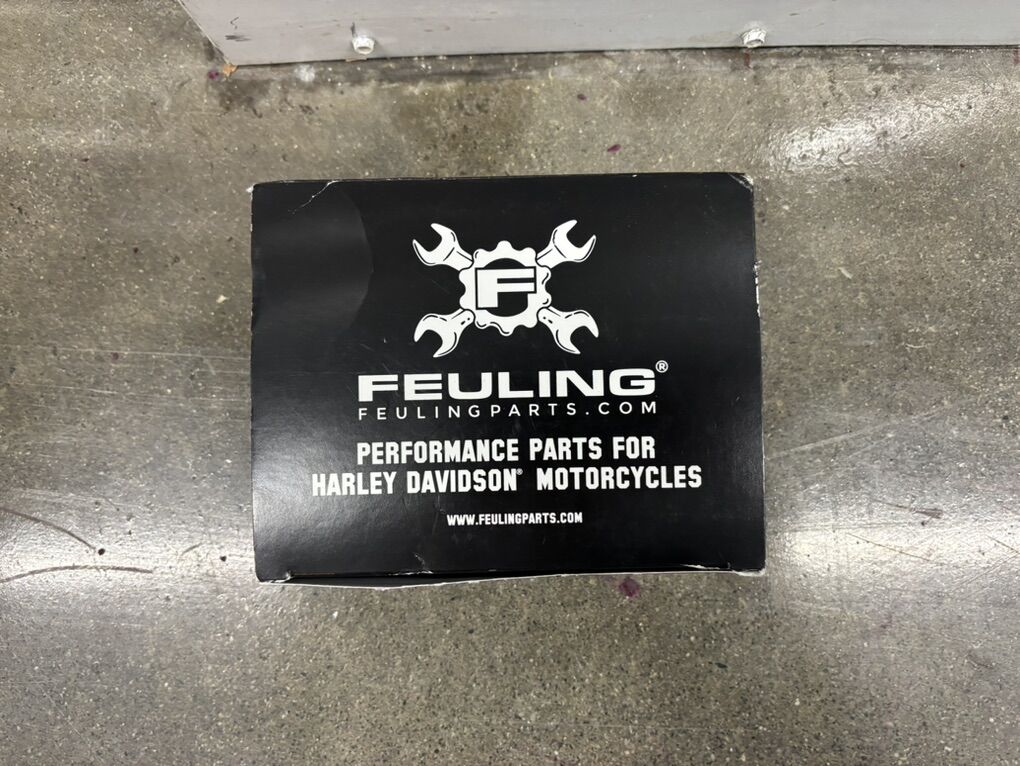 F
FEULING®
FEULINGPARTS.COM
PERFORMANCE PARTS FOR
HARLEY DAVIDSON® MOTORCYCLES
WWW.FEULINGPARTS.COM